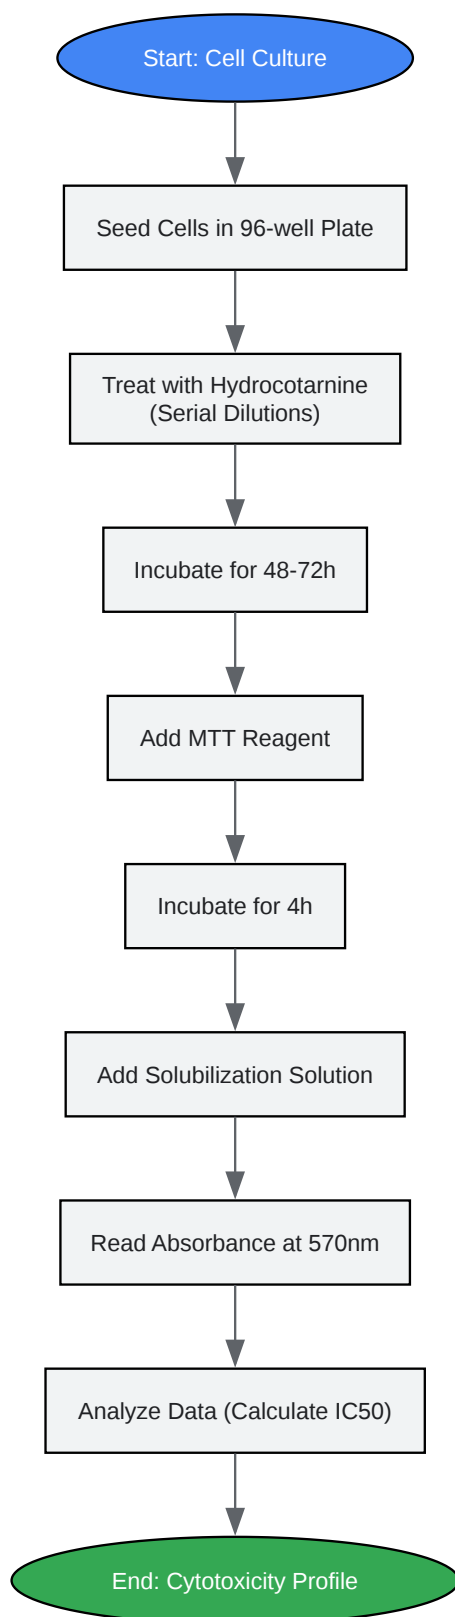 Start: Cell Culture
Seed Cells in 96-well Plate
Treat with Hydrocotarnine
(Serial Dilutions)
Incubate for 48-72h
Add MTT Reagent
Incubate for 4h
Add Solubilization Solution
Read Absorbance at 570nm
Analyze Data (Calculate IC50)
End: Cytotoxicity Profile